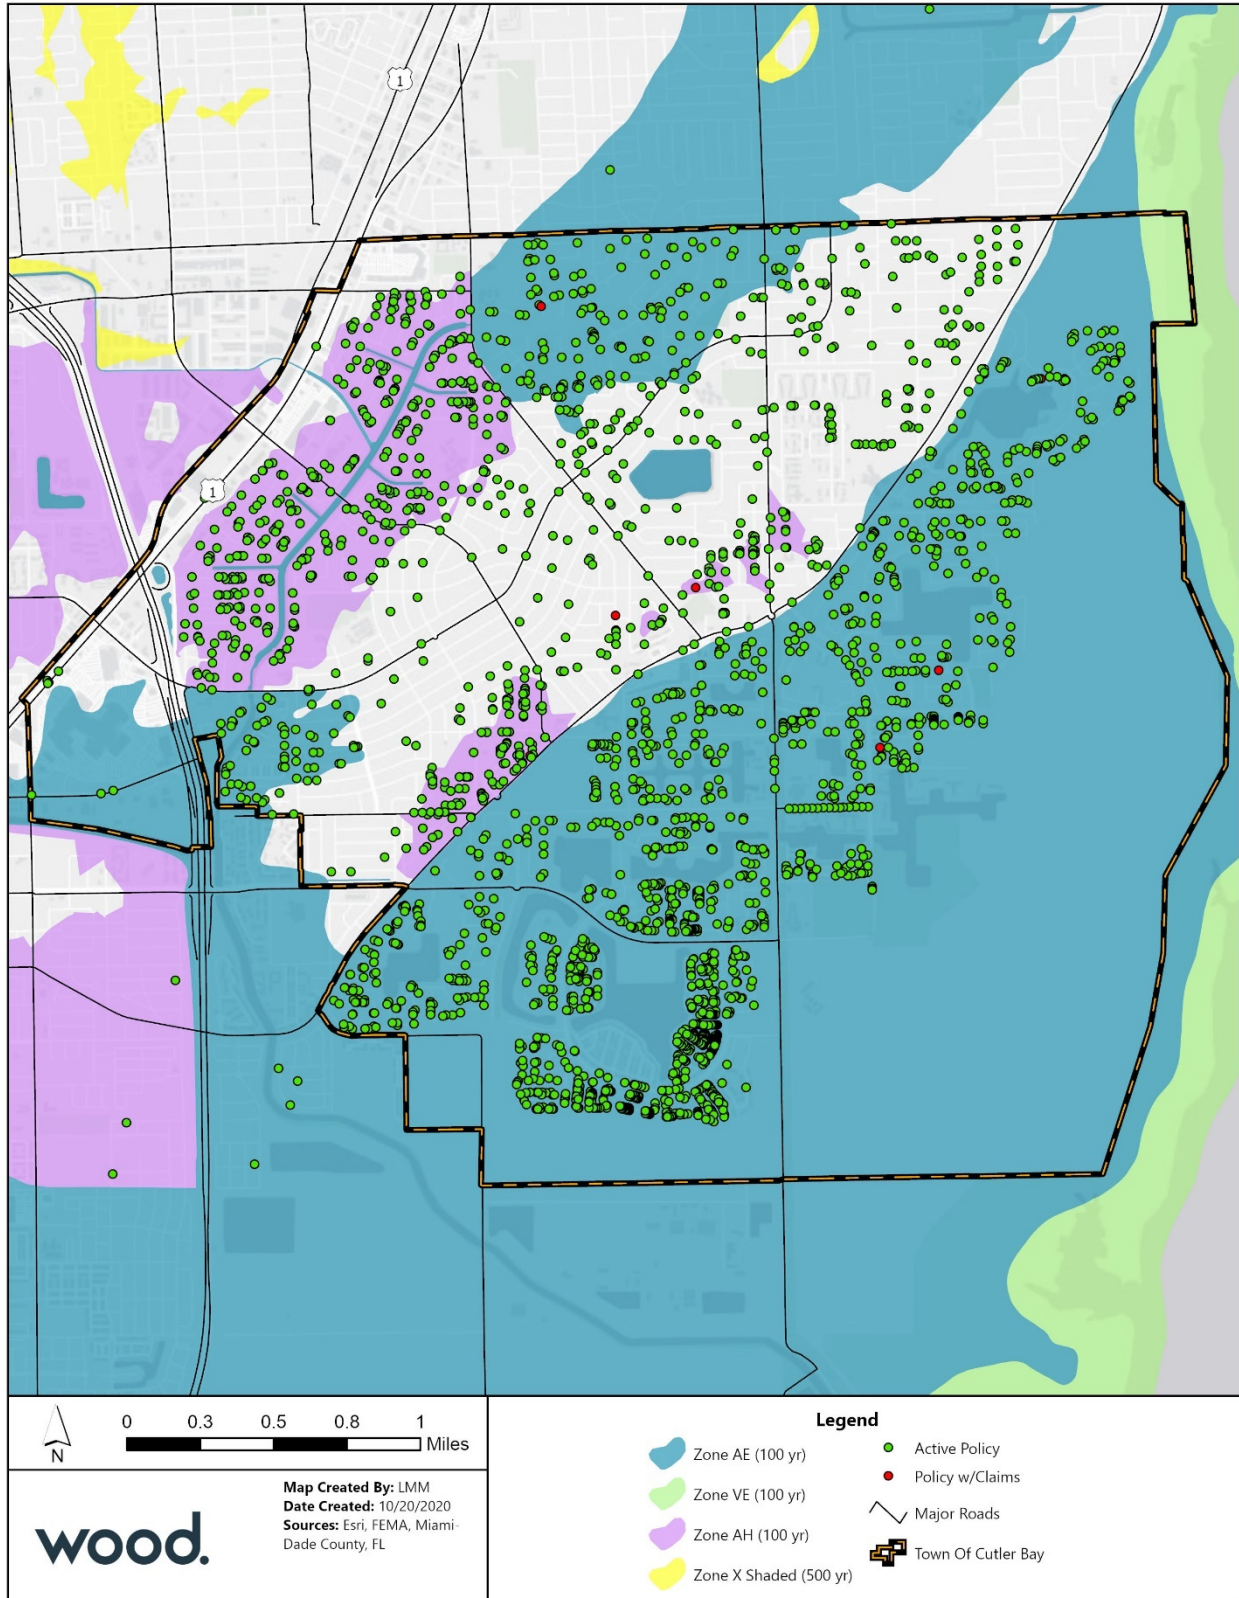 1
1
N
0 0.3 0.5 0.8 1
Miles
wood.
Map Created By: LMM
Date Created: 10/20/2020
Sources: Esri, FEMA, Miami-
Dade County, FL
Legend
Zone AE (100 yr)
Zone VE (100 yr)
Zone AH (100 yr)
Zone X Shaded (500 yr)
Active Policy
Policy w/Claims
Major Roads
Town Of Cutler Bay